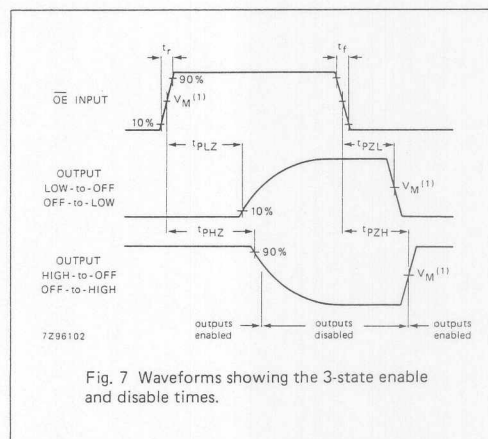 tr
tf
90%
OE INPUT
VM(1)
10%
tPLZ
tPZL
OUTPUT
LOW-to-OFF
OFF-to-LOW
VM(1)
10%
tPHZ
tPZH
90%
OUTPUT
HIGH-to-OFF
OFF-to-HIGH
VM(1)
7Z96102
outputs
enabled
outputs
disabled
outputs
enabled
Fig. 7 Waveforms showing the 3-state enable
and disable times.